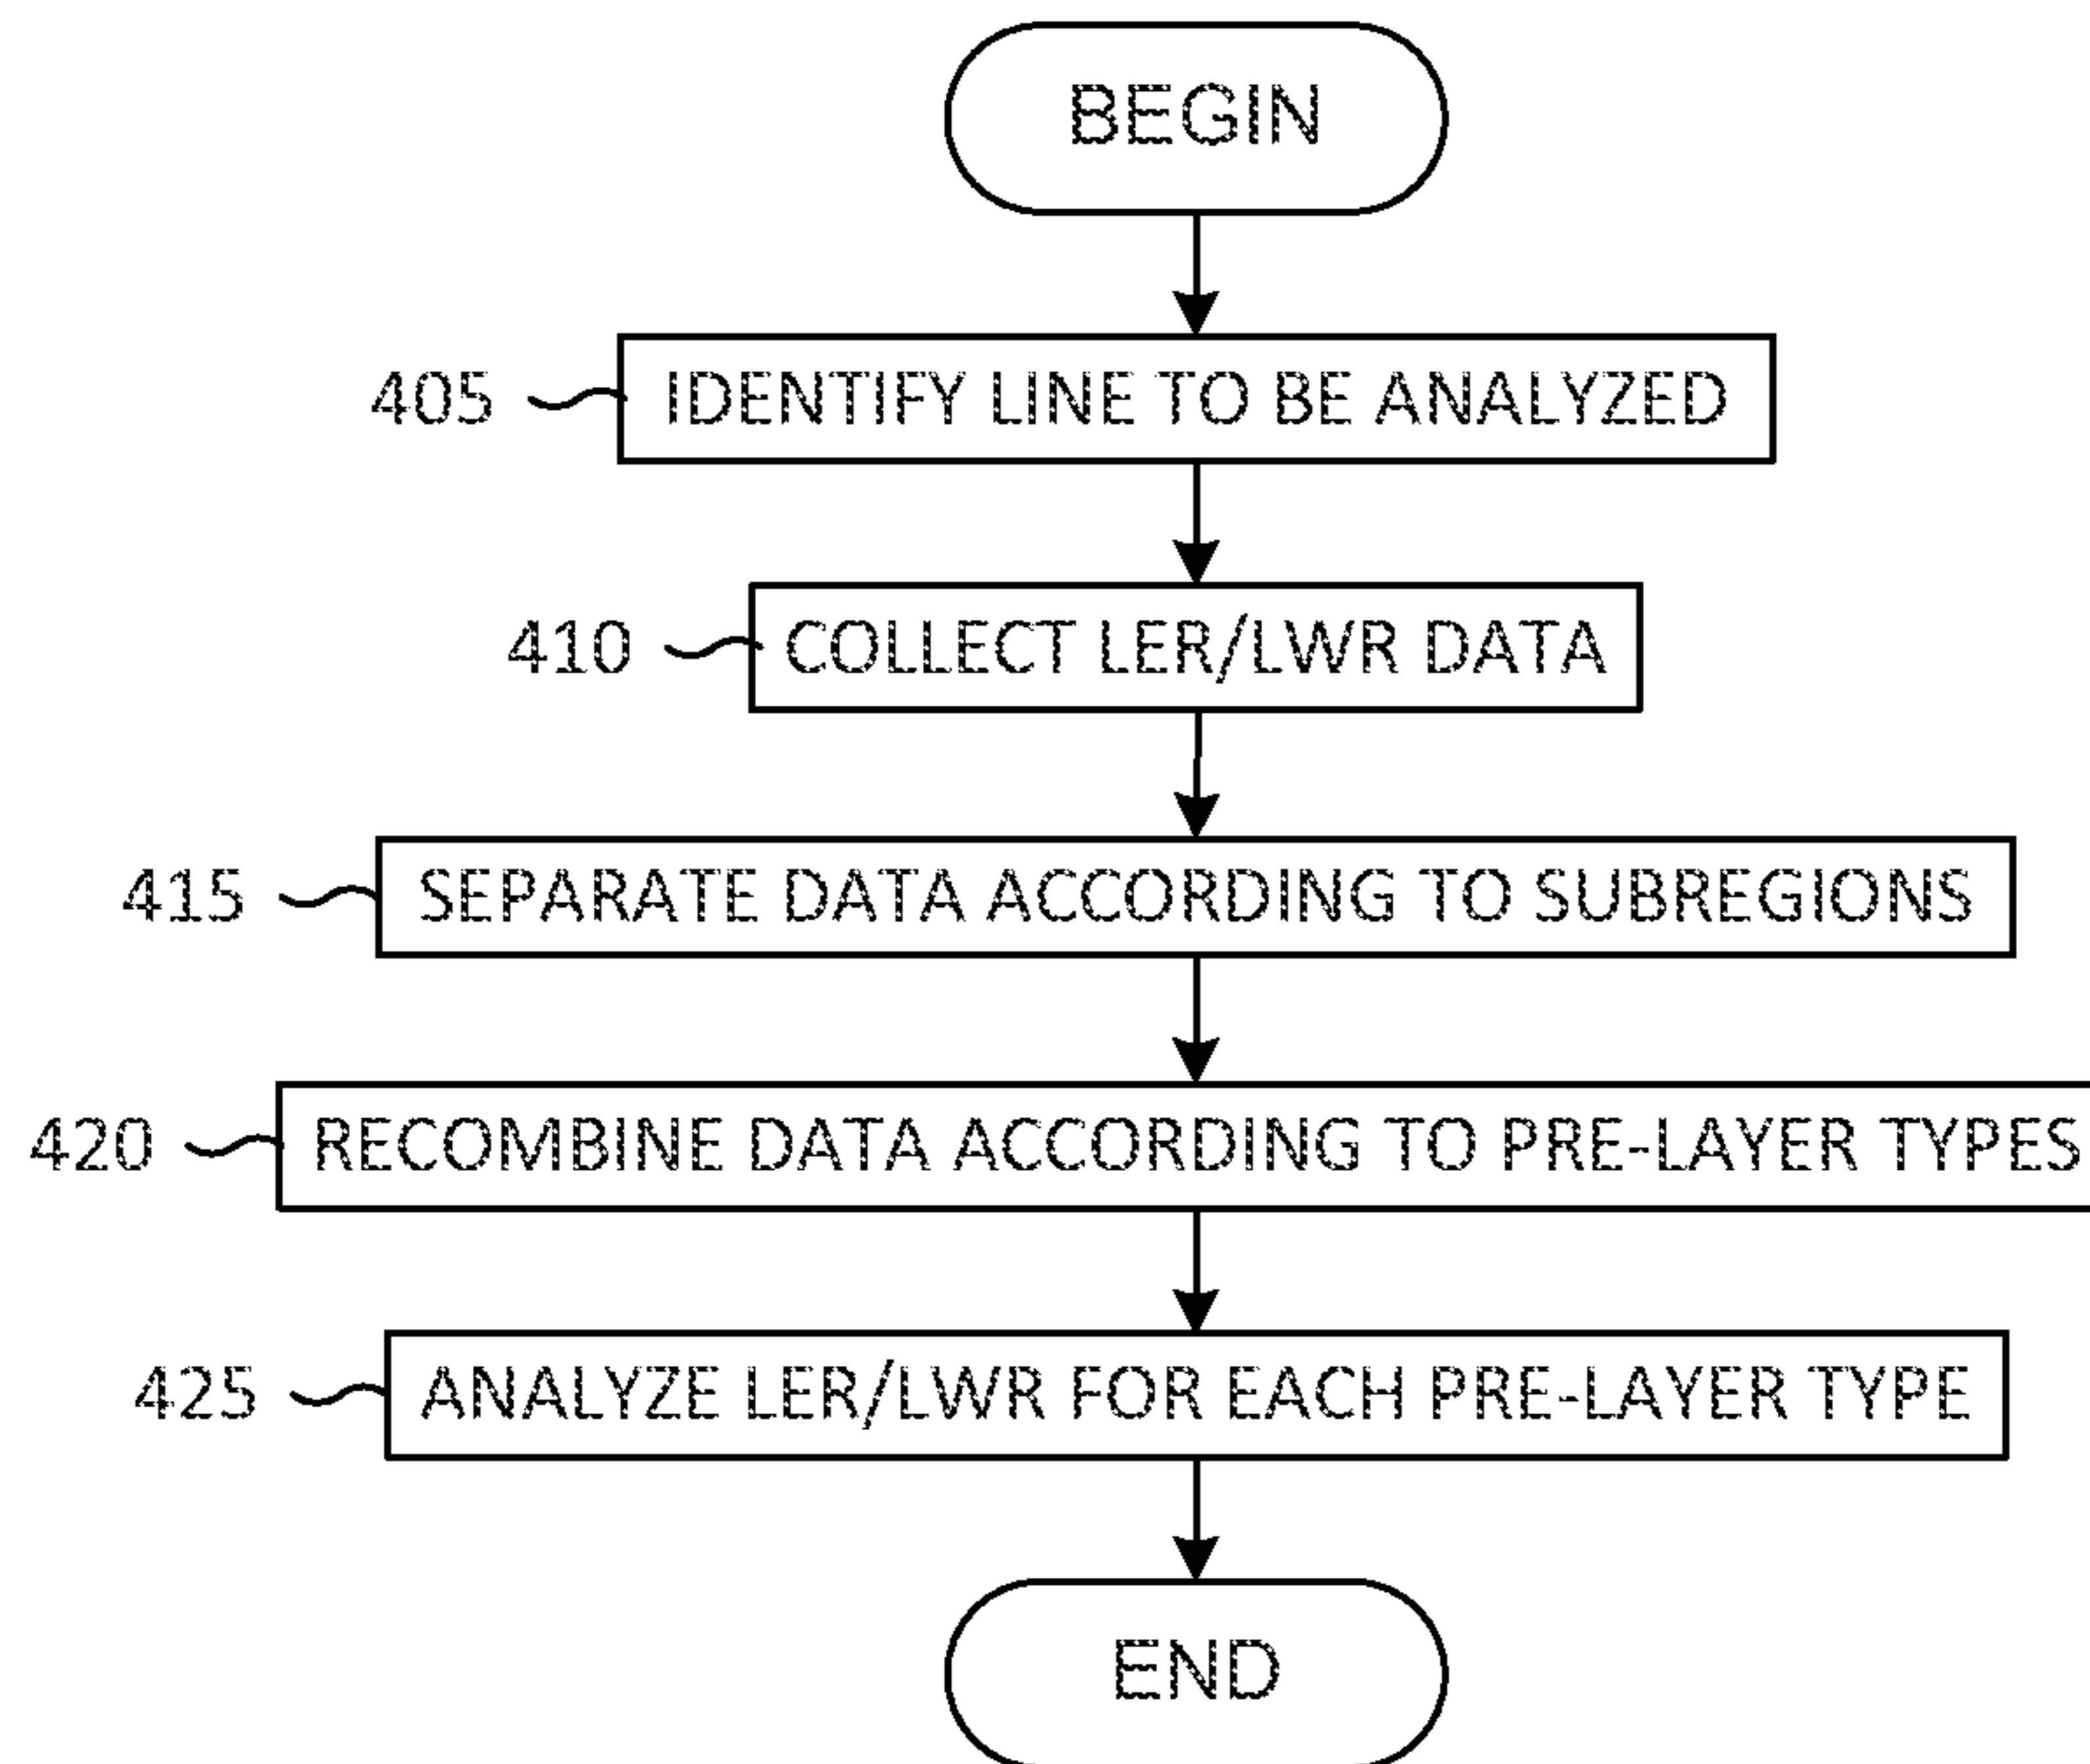 BEGIN
405 IDENTIFY LINE TO BE ANALYZED
410 COLLECT LER/LWR DATA
415 SEPARATE DATA ACCORDING TO SUBREGIONS
420 RECOMBINE DATA ACCORDING TO PRE-LAYER TYPES
425 ANALYZE LER/LWR FOR EACH PRE-LAYER TYPE
END